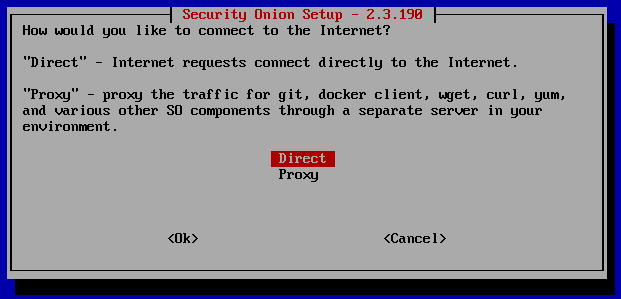 Security Onion Setup - 2.3.190
How would you like to connect to the Internet?
"Direct" - Internet requests connect directly to the Internet.
"Proxy" - proxy the traffic for git, docker client, wget, curl, yum,
and various other SO components through a separate server in your
environment.
Direct
Proxy
<Ok> <Cancel>